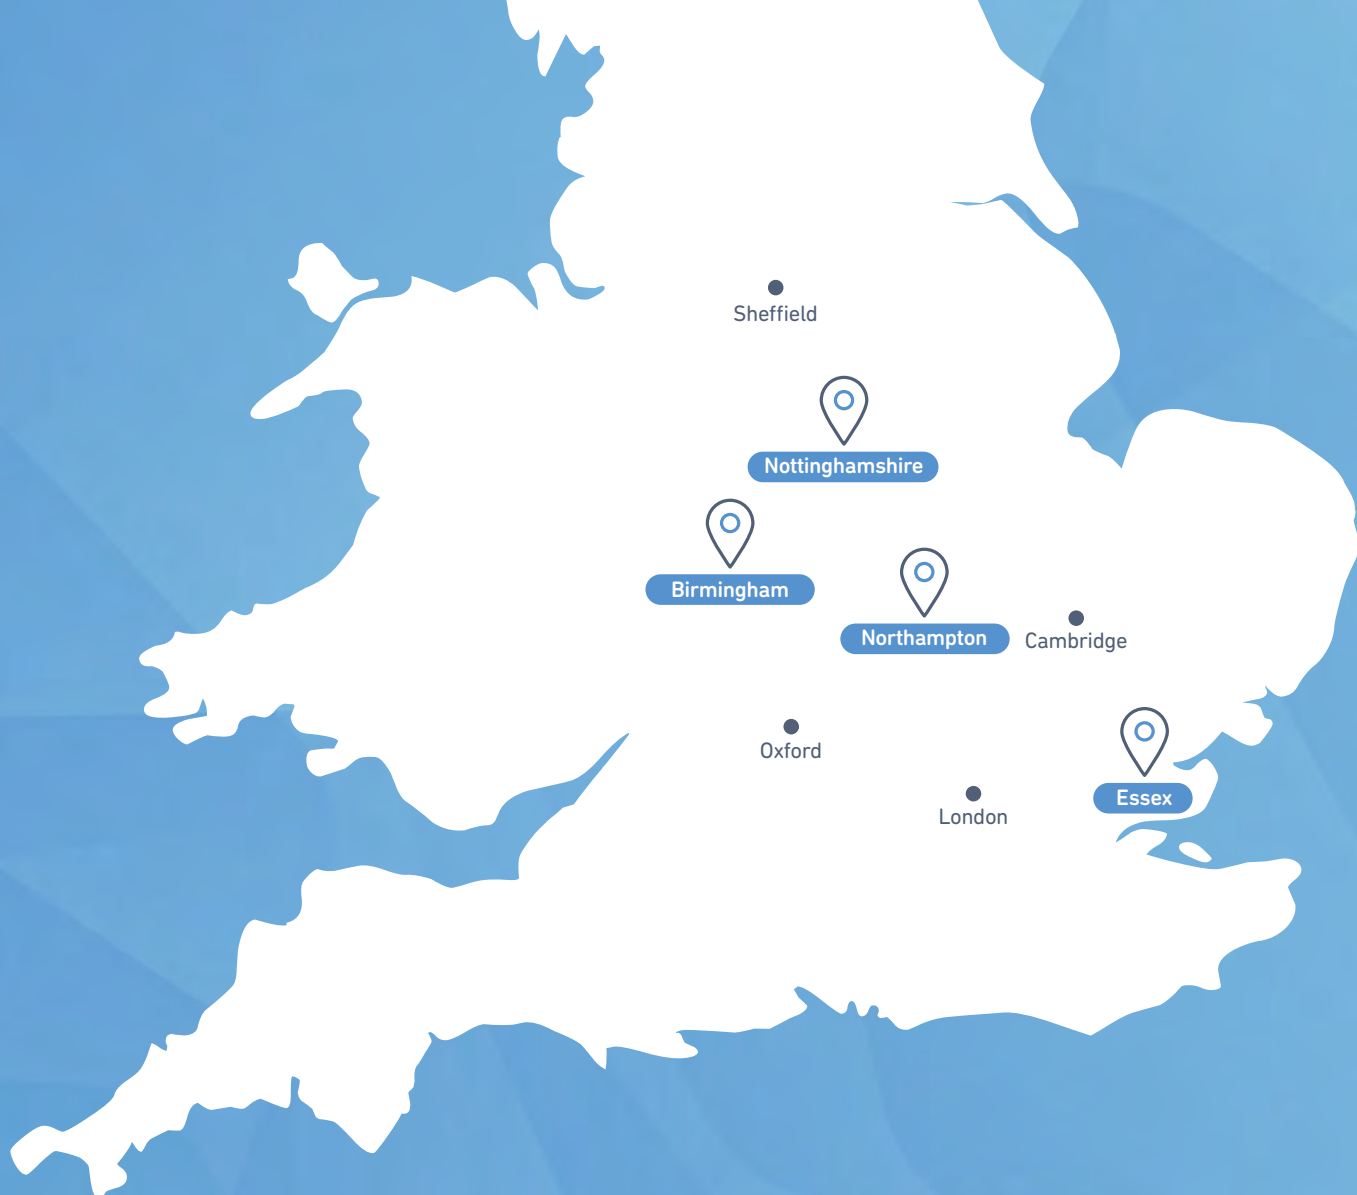 Sheffield
Nottinghamshire
Birmingham
Northampton
Cambridge
Oxford
Essex
London